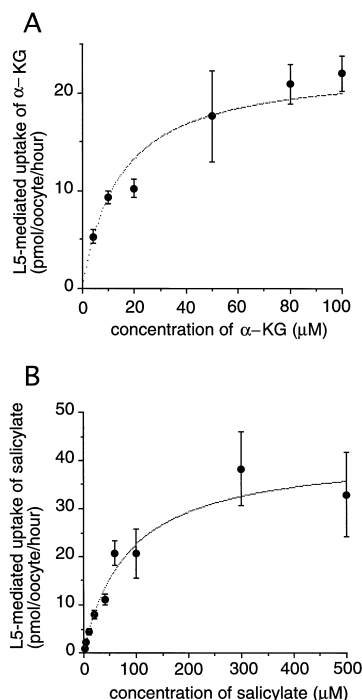 A
L5-mediated uptake of α-KG
(pmol/oocyte/hour)
20
10
0
0 20 40 60 80 100
concentration of α-KG (μM)
B
L5-mediated uptake of salicylate
(pmol/oocyte/hour)
50
40
30
20
10
0
0 100 200 300 400 500
concentration of salicylate (μM)